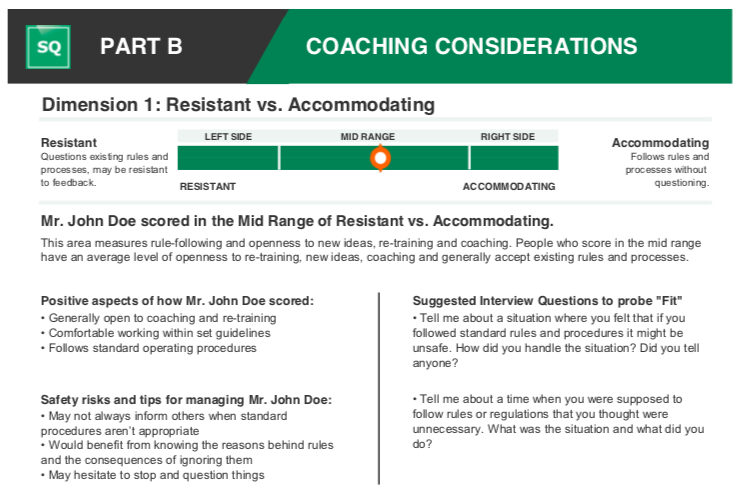 SQ
PART B
COACHING CONSIDERATIONS
Dimension 1: Resistant vs. Accommodating
Resistant
Questions existing rules and
processes, may be resistant
to feedback.
LEFT SIDE
MID RANGE
RIGHT SIDE
RESISTANT
ACCOMMODATING
Accommodating
Follows rules and
processes without
questioning.
Mr. John Doe scored in the Mid Range of Resistant vs. Accommodating.
This area measures rule-following and openness to new ideas, re-training and coaching. People who score in the mid range
have an average level of openness to re-training, new ideas, coaching and generally accept existing rules and processes.
Positive aspects of how Mr. John Doe scored:
• Generally open to coaching and re-training
• Comfortable working within set guidelines
• Follows standard operating procedures
Safety risks and tips for managing Mr. John Doe:
• May not always inform others when standard
procedures aren't appropriate
• Would benefit from knowing the reasons behind rules
and the consequences of ignoring them
• May hesitate to stop and question things
Suggested Interview Questions to probe "Fit"
• Tell me about a situation where you felt that if you
followed standard rules and procedures it might be
unsafe. How did you handle the situation? Did you tell
anyone?
• Tell me about a time when you were supposed to
follow rules or regulations that you thought were
unnecessary. What was the situation and what did you
do?